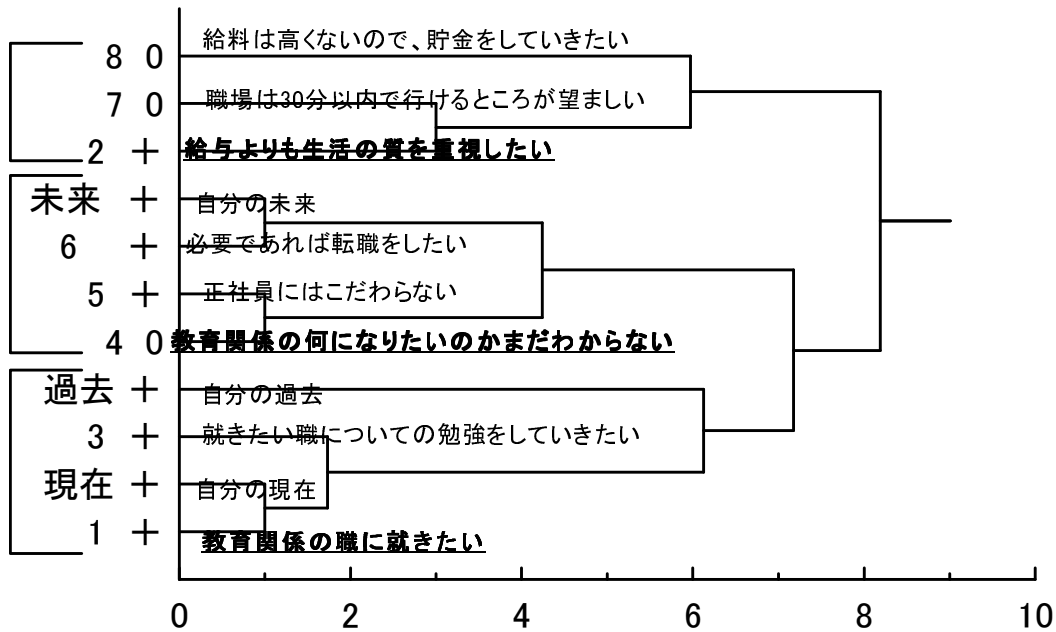 8 0 給料は高くないので、貯金をしていきたい
7 0 職場は30分以内で行けるところが望ましい
2 + 給与よりも生活の質を重視したい
未来 + 自分の未来
6 + 必要であれば転職をしたい
5 + 正社員にはこだわらない
4 0 教育関係の何になりたいのかまだわからない
過去 + 自分の過去
3 + 就きたい職についての勉強をしていきたい
現在 + 自分の現在
1 + 教育関係の職に就きたい
0 2 4 6 8 10